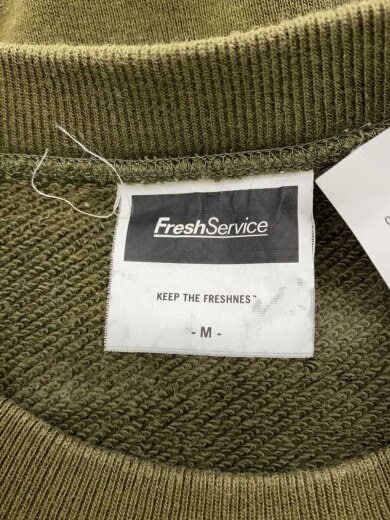 FreshService
KEEP THE FRESHNES
- M -